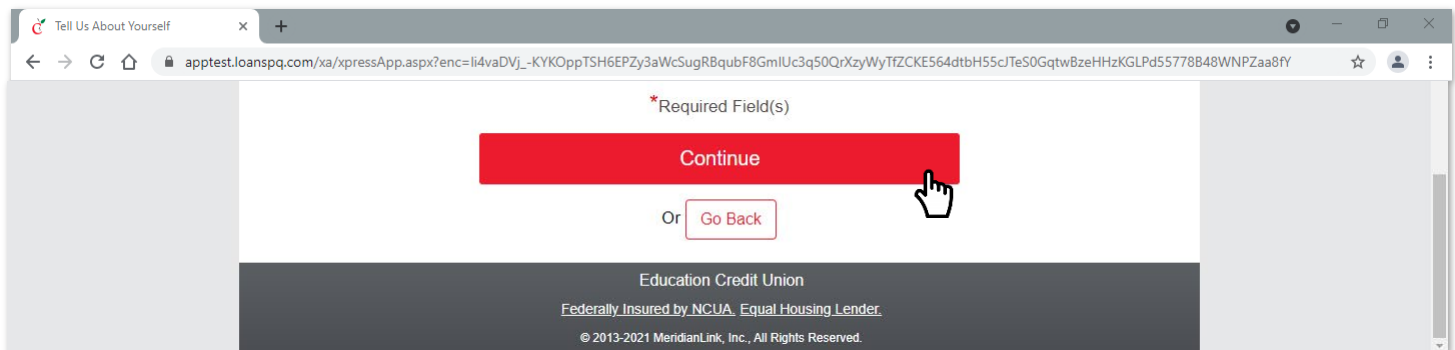 Tell Us About Yourself
apptest.loanspq.com/xa/xpressApp.aspx?enc=li4vaDVj_-KYKOppTSH6EPZy3aWcSugRBqubF8GmIUc3q50QrXzyWyTfZCKE564dtbH55cJTeS0GqtwBzeHHzKGLPd55778B48WNPZaa8fY
*Required Field(s)
Continue
Or Go Back
Education Credit Union
Federally Insured by NCUA. Equal Housing Lender.
© 2013-2021 MeridianLink, Inc., All Rights Reserved.